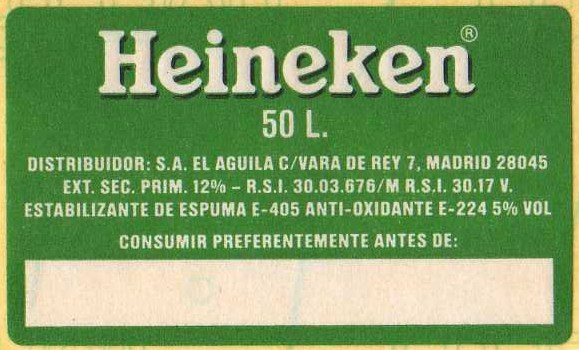 Heineken®
50 L.
DISTRIBUIDOR: S.A. EL AGUILA C/VARA DE REY 7, MADRID 28045
EXT. SEC. PRIM. 12% – R.S.I. 30.03.676/M R.S.I. 30.17 V.
ESTABILIZANTE DE ESPUMA E-405 ANTI-OXIDANTE E-224 5% VOL
CONSUMIR PREFERENTEMENTE ANTES DE: